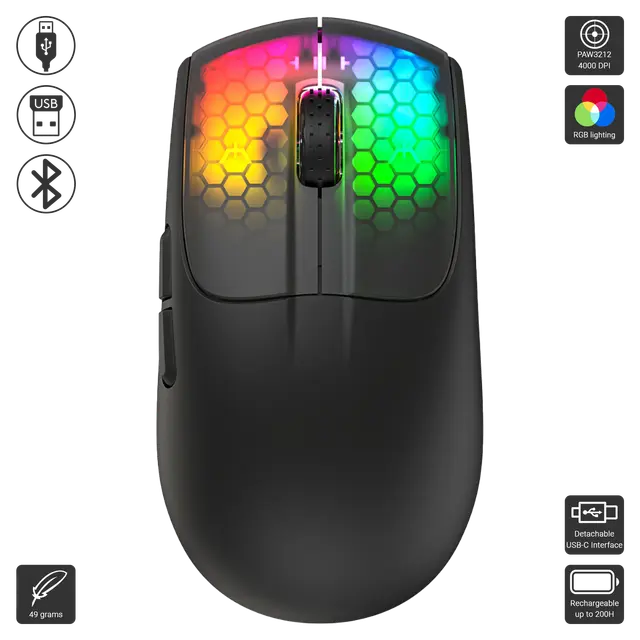 USB
PAW3212
4000 DPI
RGB lighting
Detachable
USB-C Interface
49 grams
Rechargeable
up to 200H